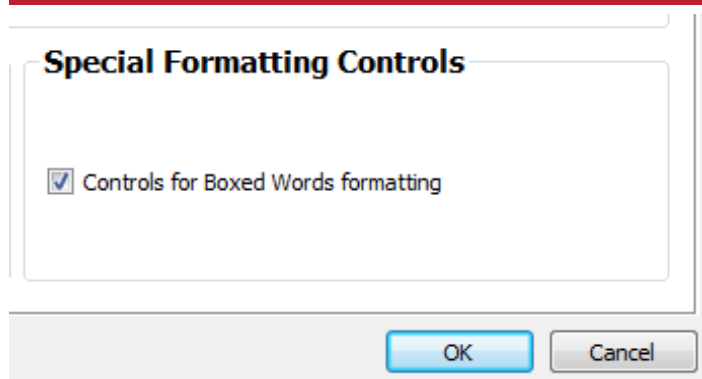 Special Formatting Controls
Controls for Boxed Words formatting
OK Cancel